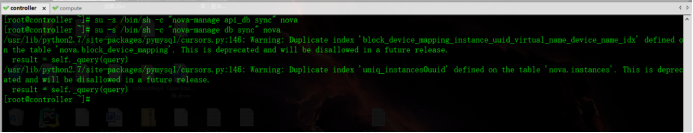 controller
compute
[root@controller ~]# su -s /bin/sh -c "nova-manage api_db sync" nova
[root@controller ~]# su -s /bin/sh -c "nova-manage db sync" nova
/usr/lib/python2.7/site-packages/pymysql/cursors.py:146: Warning: Duplicate index 'block_device_mapping_instance_uuid_virtual_name_device_name_idx' defined o
n the table 'nova.block_device_mapping'. This is deprecated and will be disallowed in a future release.
result = self._query(query)
/usr/lib/python2.7/site-packages/pymysql/cursors.py:146: Warning: Duplicate index 'uniq_instances0uuid' defined on the table 'nova.instances'. This is deprec
ated and will be disallowed in a future release.
result = self._query(query)
[root@controller ~]#